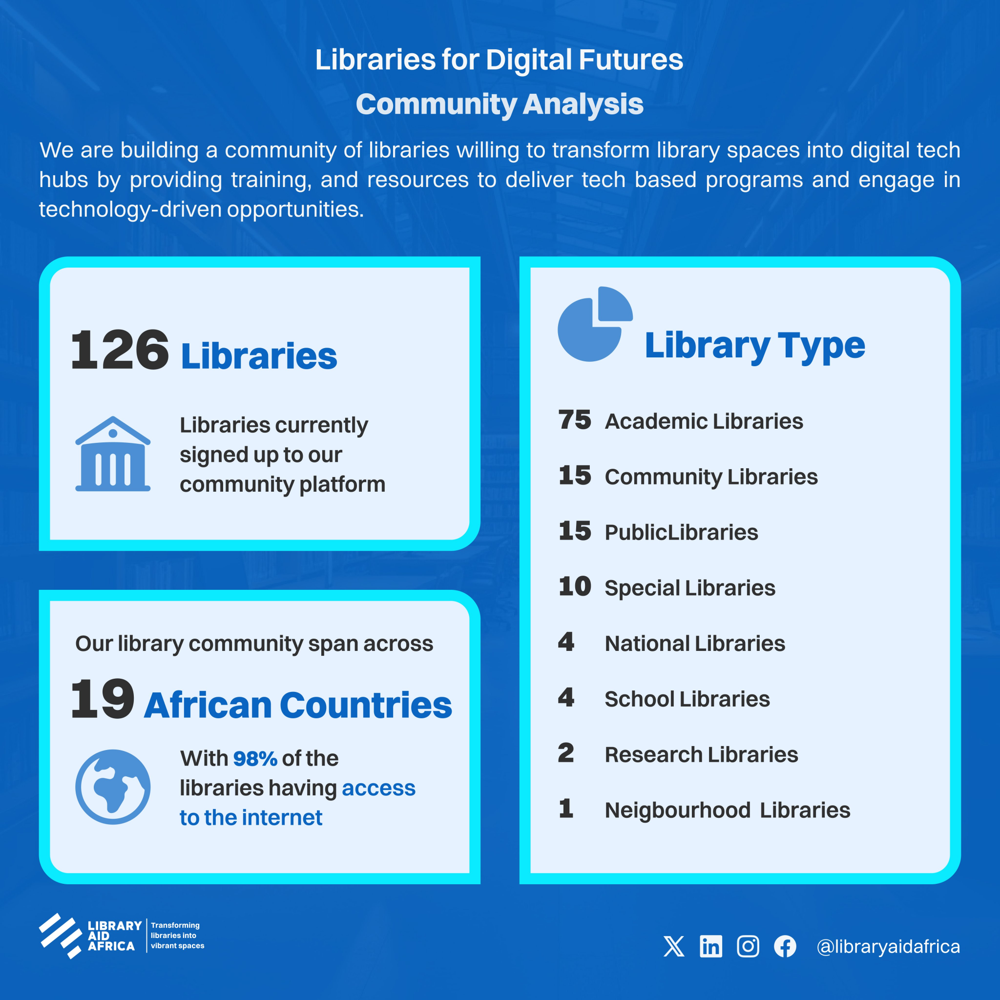 Libraries for Digital Futures
Community Analysis
We are building a community of libraries willing to transform library spaces into digital tech
hubs by providing training, and resources to deliver tech based programs and engage in
technology-driven opportunities.
126 Libraries
Libraries currently
signed up to our
community platform
Our library community span across
19 African Countries
With 98% of the
libraries having access
to the internet
Library Type
75 Academic Libraries
15 Community Libraries
15 PublicLibraries
10 Special Libraries
4 National Libraries
4 School Libraries
2 Research Libraries
1 Neigbourhood Libraries
LIBRARY
AID
AFRICA
Transforming
libraries into
vibrant spaces
@libraryaidafrica